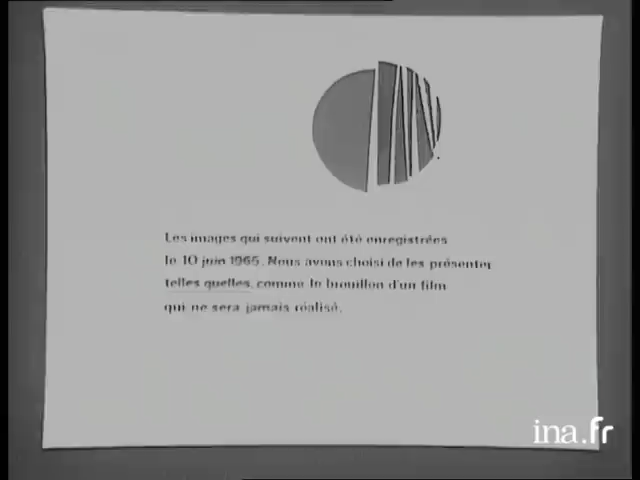 Les images qui suivent ont été enregistrées
le 10 juin 1965. Nous avons choisi de les présenter
telles quelles, comme le brouillon d'un film
qui ne sera jamais réalisé.
ina.fr